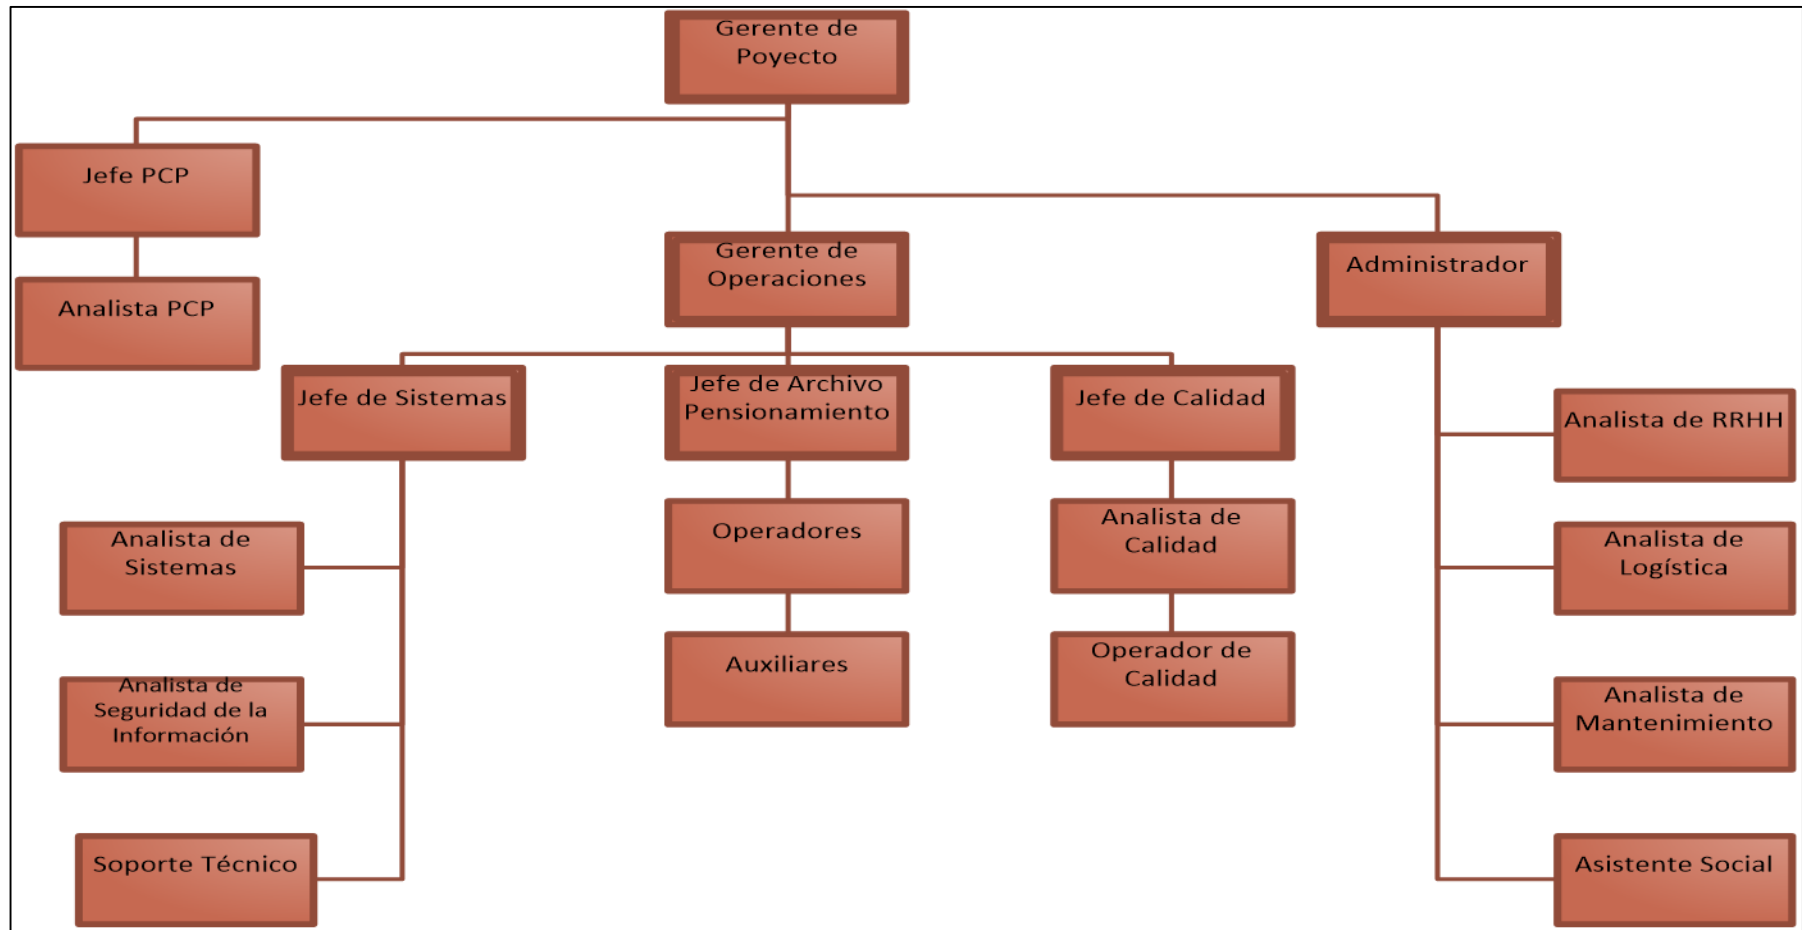 Gerente de
Poyecto
Jefe PCP
Analista PCP
Gerente de
Operaciones
Administrador
Jefe de Sistemas
Jefe de Archivo
Pensionamiento
Jefe de Calidad
Analista de
Sistemas
Analista de
Seguridad de la
Información
Soporte Técnico
Operadores
Auxiliares
Analista de
Calidad
Operador de
Calidad
Analista de RRHH
Analista de
Logística
Analista de
Mantenimiento
Asistente Social